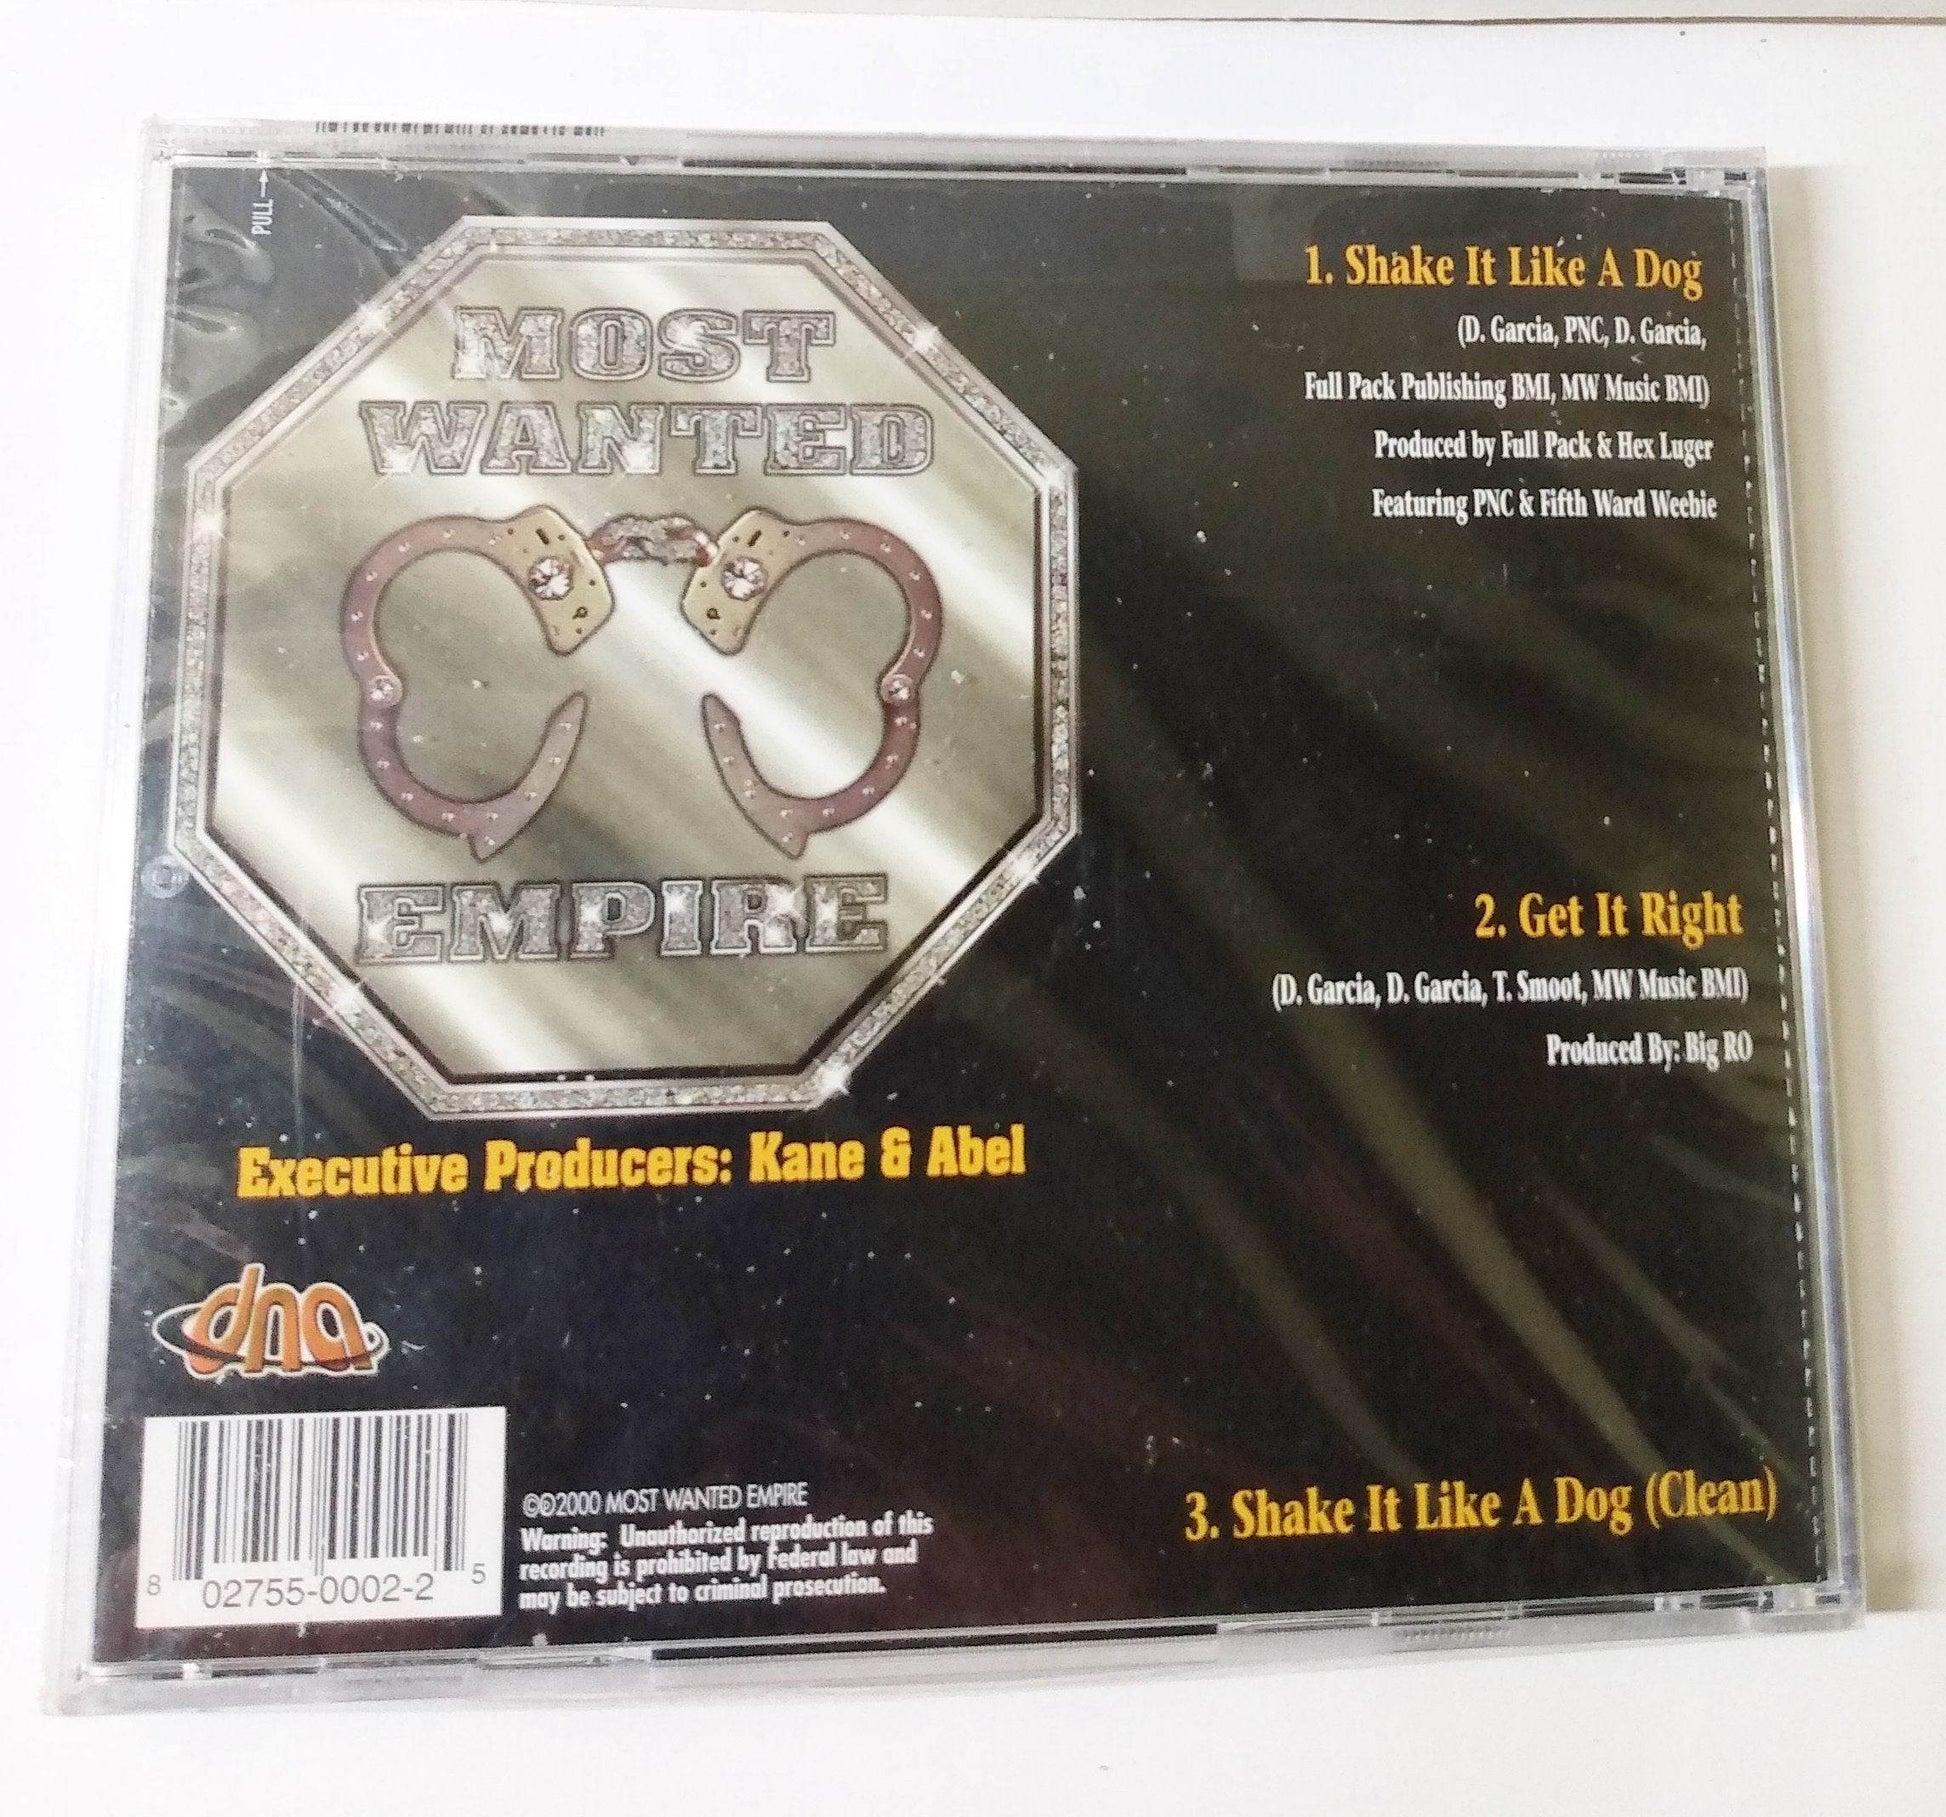 PULL→
MOST
WANTED
EMPIRE
Executive Producers: Kane & Abel
dna
8 02755-0002-2 5
©℗2000 MOST WANTED EMPIRE
Warning: Unauthorized reproduction of this
recording is prohibited by Federal law and
may be subject to criminal prosecution.
1. Shake It Like A Dog
(D. Garcia, PNC, D. Garcia,
Full Pack Publishing BMI, MW Music BMI)
Produced by Full Pack & Hex Luger
Featuring PNC & Fifth Ward Weebie
2. Get It Right
(D. Garcia, D. Garcia, T. Smoot, MW Music BMI)
Produced By: Big RO
3. Shake It Like A Dog (Clean)